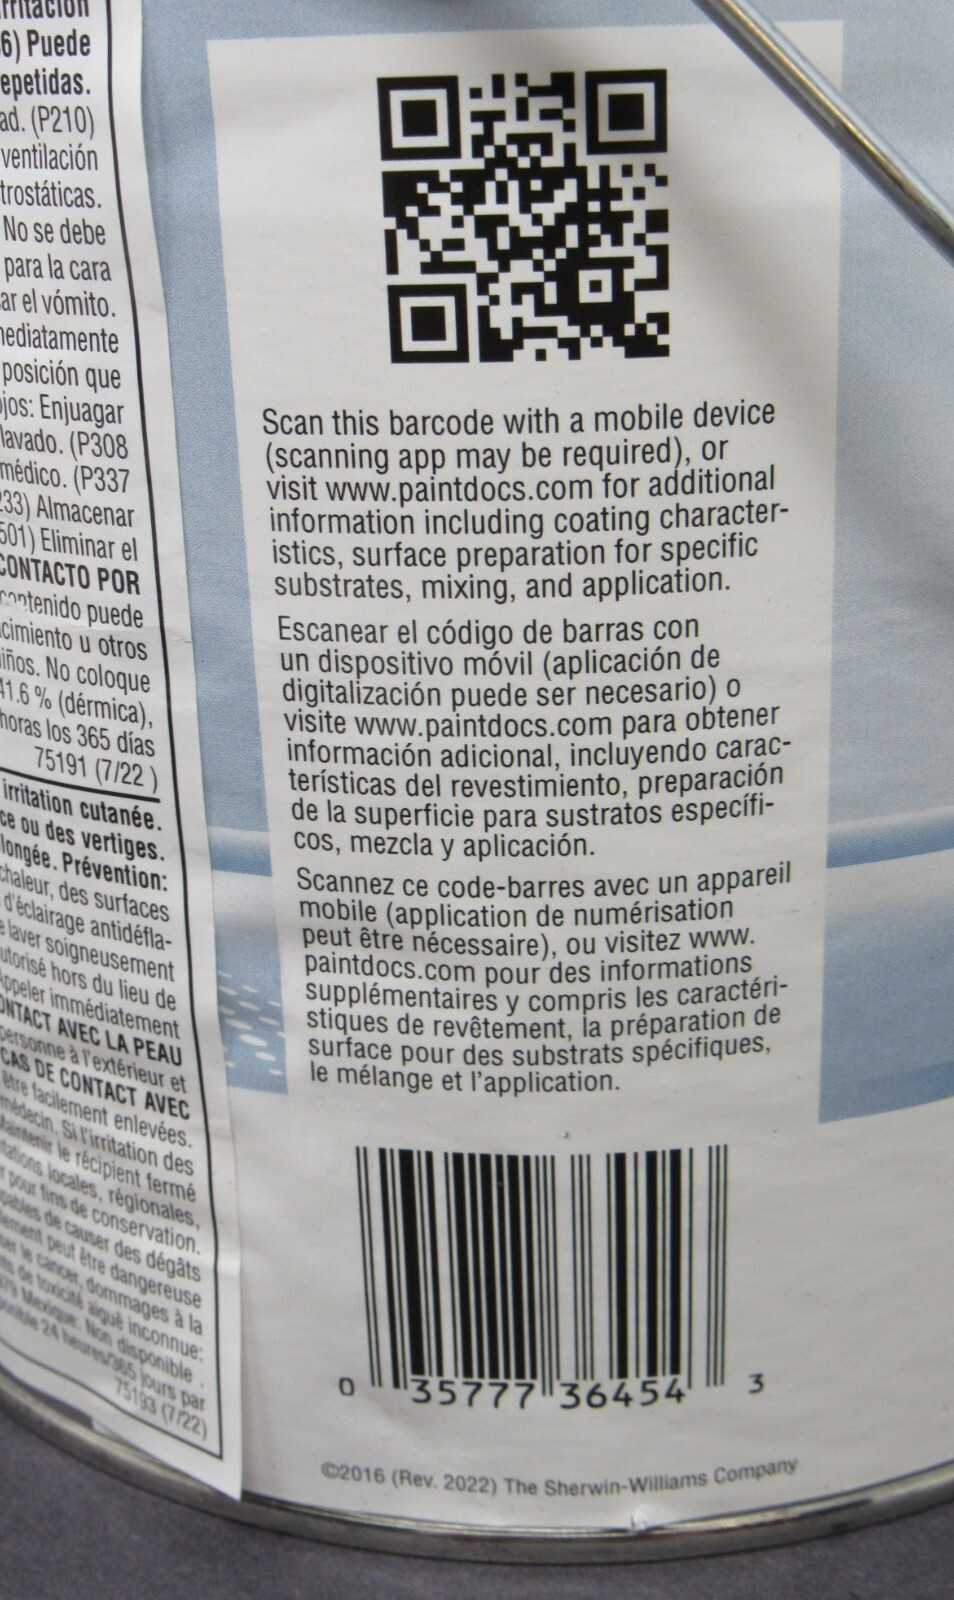 rritación
6) Puede
epetidas.
ad. (P210)
ventilación
trostáticas.
No se debe
para la cara
ar el vómito.
nediatamente
posición que
ojos: Enjuagar
lavado. (P308
médico. (P337
233) Almacenar
501) Eliminar el
CONTACTO POR
contenido puede
cimiento u otros
iños. No coloque
41.6 % (dérmica),
horas los 365 días
75191 (7/22 )
irritation cutanée.
ce ou des vertiges.
longée. Prévention:
chaleur, des surfaces
d'éclairage antidéfla-
e laver soigneusement
utorisé hors du lieu de
Appeler immédiatement
ONTACT AVEC LA PEAU
personne à l'extérieur et
CAS DE CONTACT AVEC
être facilement enlevées.
médecin. Si l'irritation des
Maintenir le récipient fermé
tations locales, régionales,
r pour fins de conservation.
pables de causer des dégâts
lement peut être dangereuse
ser le cancer, dommages à la
ts de toxicité aiguë inconnue:
79 Mexique: Non disponible .
ponible 24 heures/365 jours par
75193 (7/22)
Scan this barcode with a mobile device
(scanning app may be required), or
visit www.paintdocs.com for additional
information including coating character-
istics, surface preparation for specific
substrates, mixing, and application.
Escanear el código de barras con
un dispositivo móvil (aplicación de
digitalización puede ser necesario) o
visite www.paintdocs.com para obtener
información adicional, incluyendo carac-
terísticas del revestimiento, preparación
de la superficie para sustratos específi-
cos, mezcla y aplicación.
Scannez ce code-barres avec un appareil
mobile (application de numérisation
peut être nécessaire), ou visitez www.
paintdocs.com pour des informations
supplémentaires y compris les caractéri-
stiques de revêtement, la préparation de
surface pour des substrats spécifiques,
le mélange et l'application.
0 35777 36454 3
©2016 (Rev. 2022) The Sherwin-Williams Company